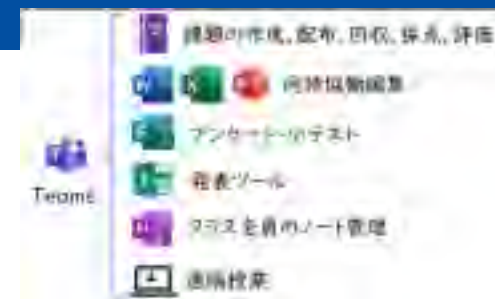 課題の作成、配布、回収、採点、評価
同時協働編集
アンケート・小テスト
発表ツール
Teams
クラス全員のノート管理
遠隔授業